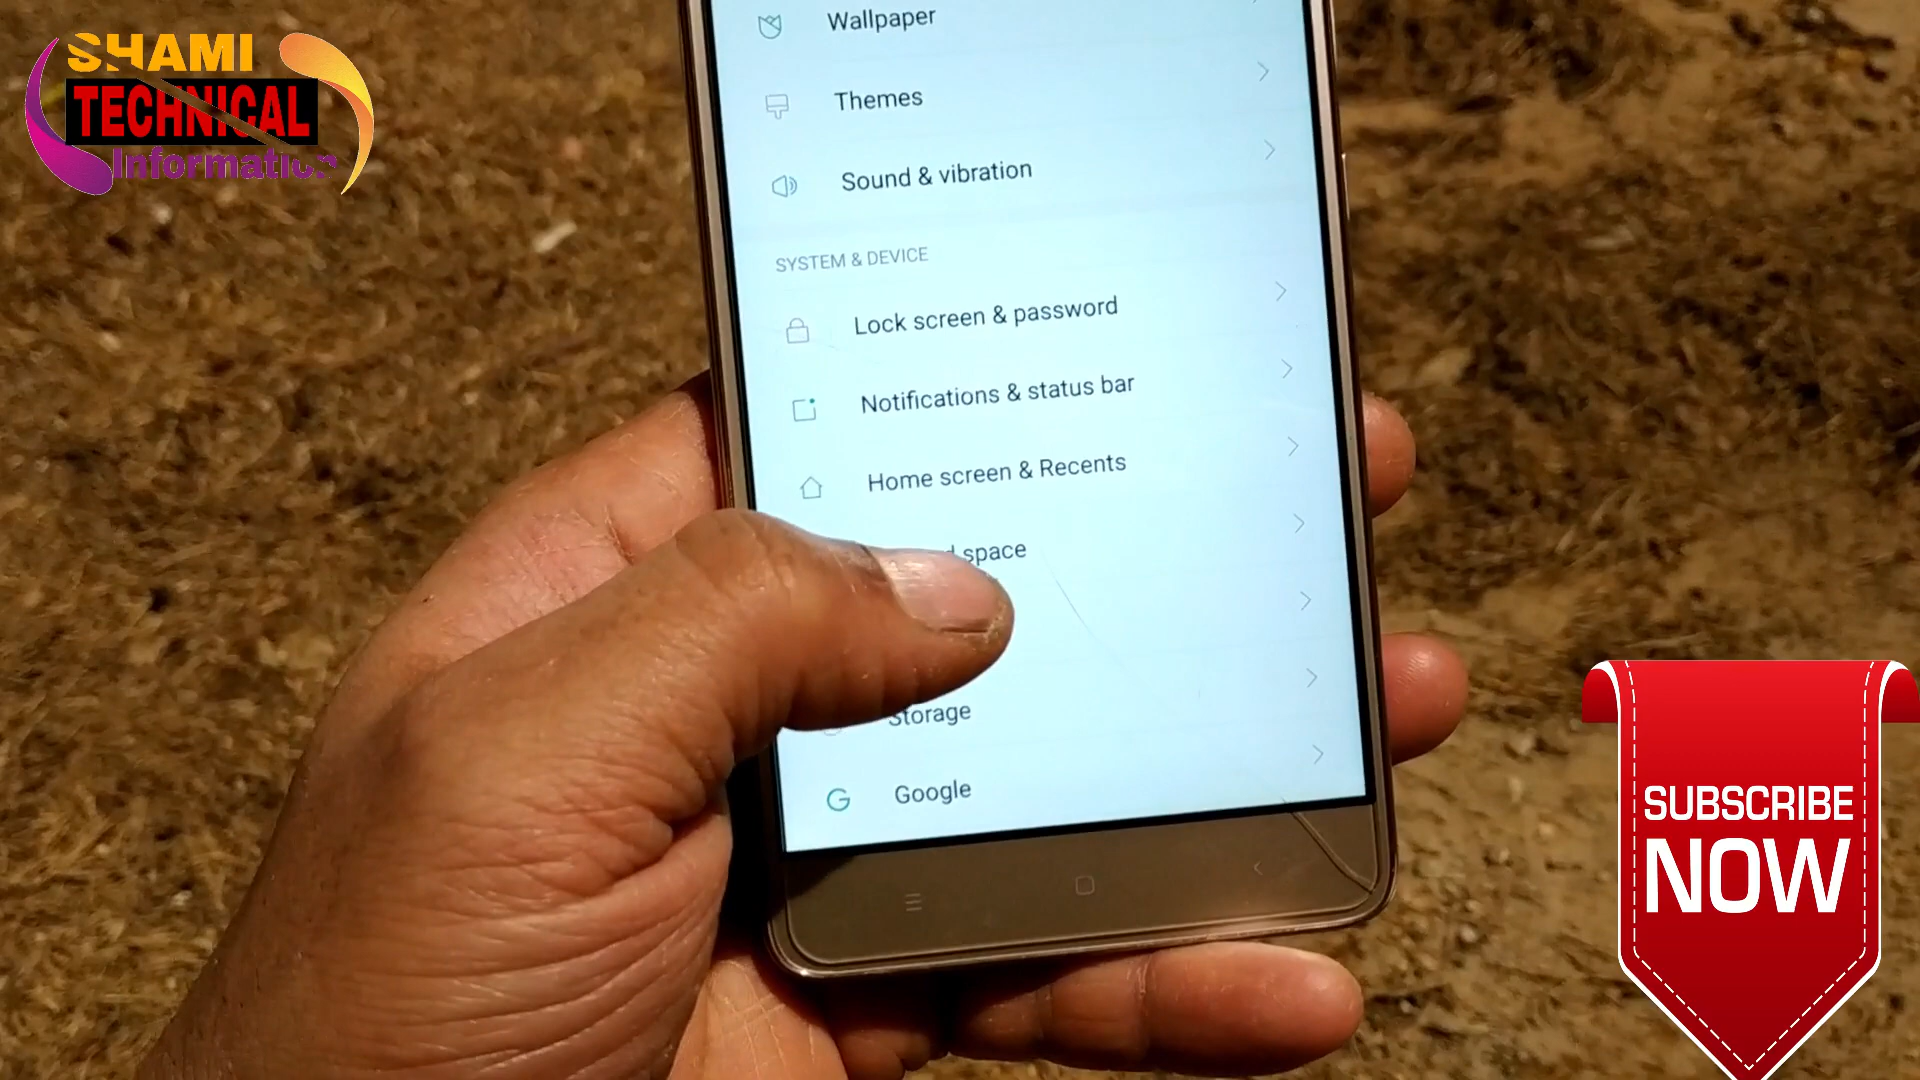 SHAMI
TECHNICAL
Information
Wallpaper
Themes
Sound & vibration
SYSTEM & DEVICE
Lock screen & password
Notifications & status bar
Home screen & Recents
space
Storage
Google
SUBSCRIBE
NOW